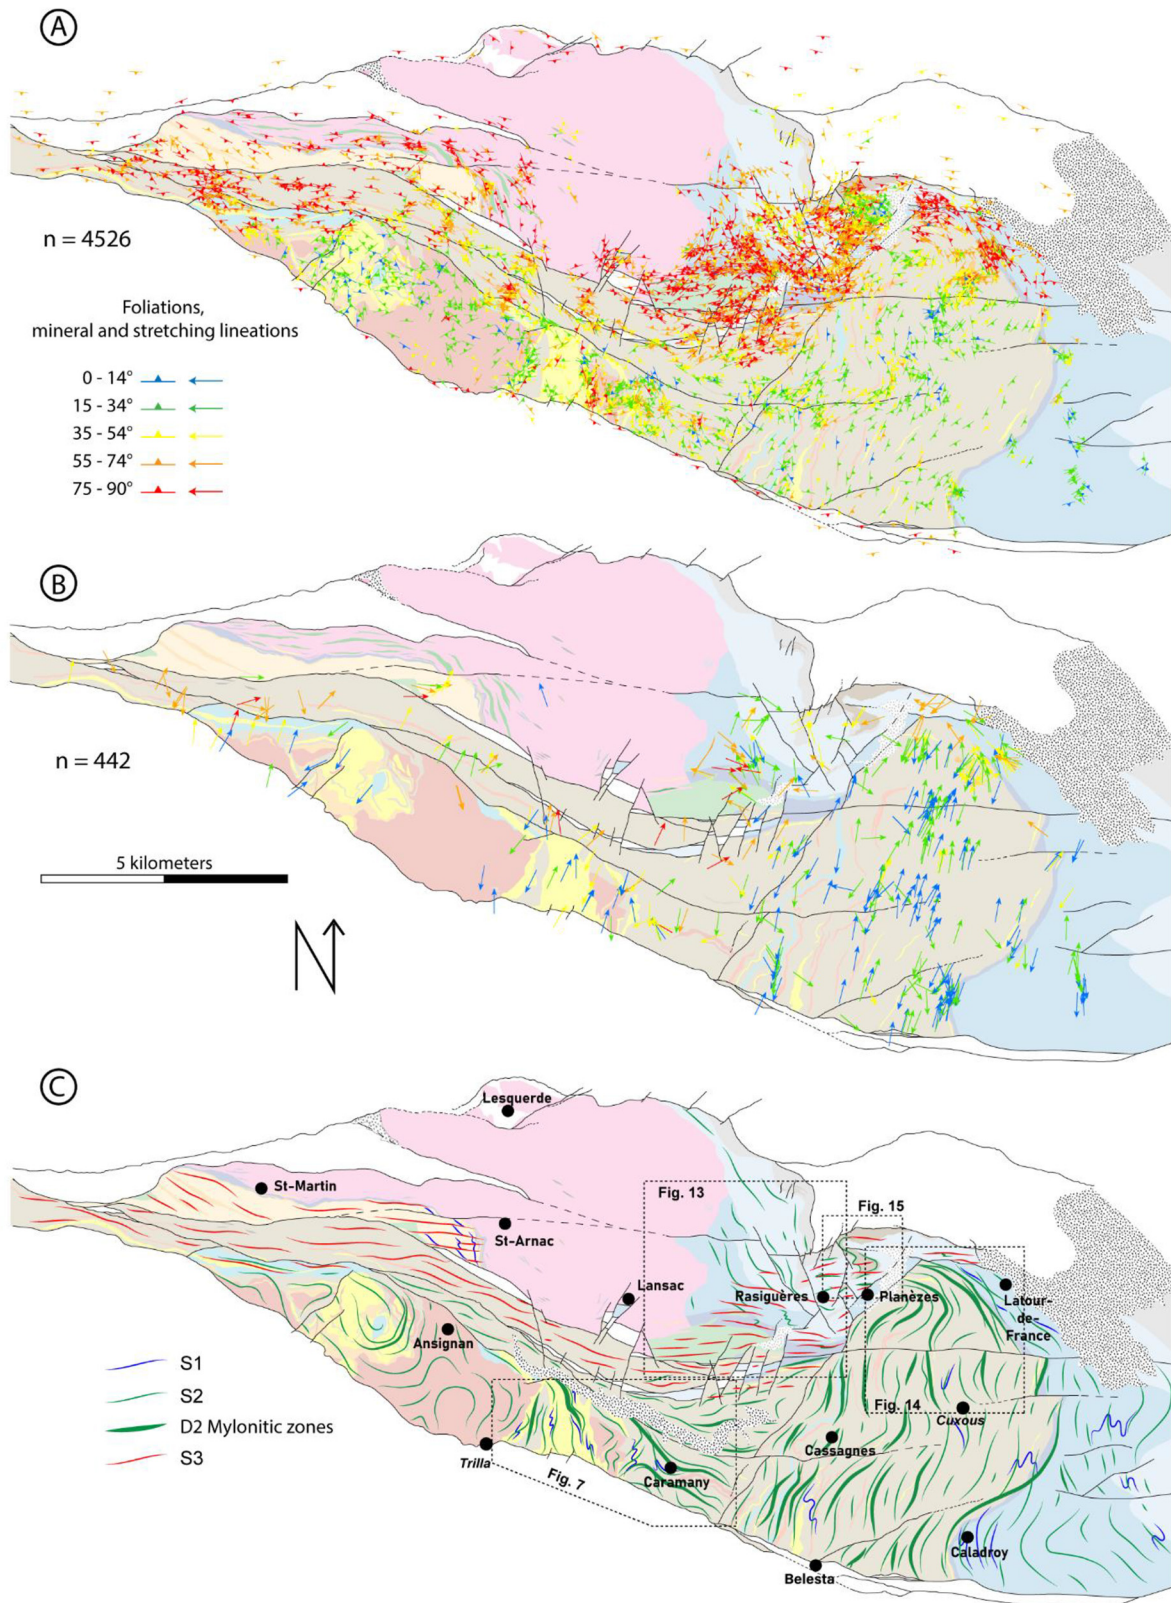 A
n = 4526
Foliations,
mineral and stretching lineations
0 - 14°
15 - 34°
35 - 54°
55 - 74°
75 - 90°
B
n = 442
5 kilometers
N
C
Lesquerde
St-Martin
Fig. 13
Fig. 15
St-Arnac
Lansac
Rasiguères
Planèzes
Latour-
de-
France
Ansignan
S1
S2
D2 Mylonitic zones
S3
Fig. 14
Cuxous
Trilla
Cassagnes
Fig. 7
Caramany
Caladroy
Belesta